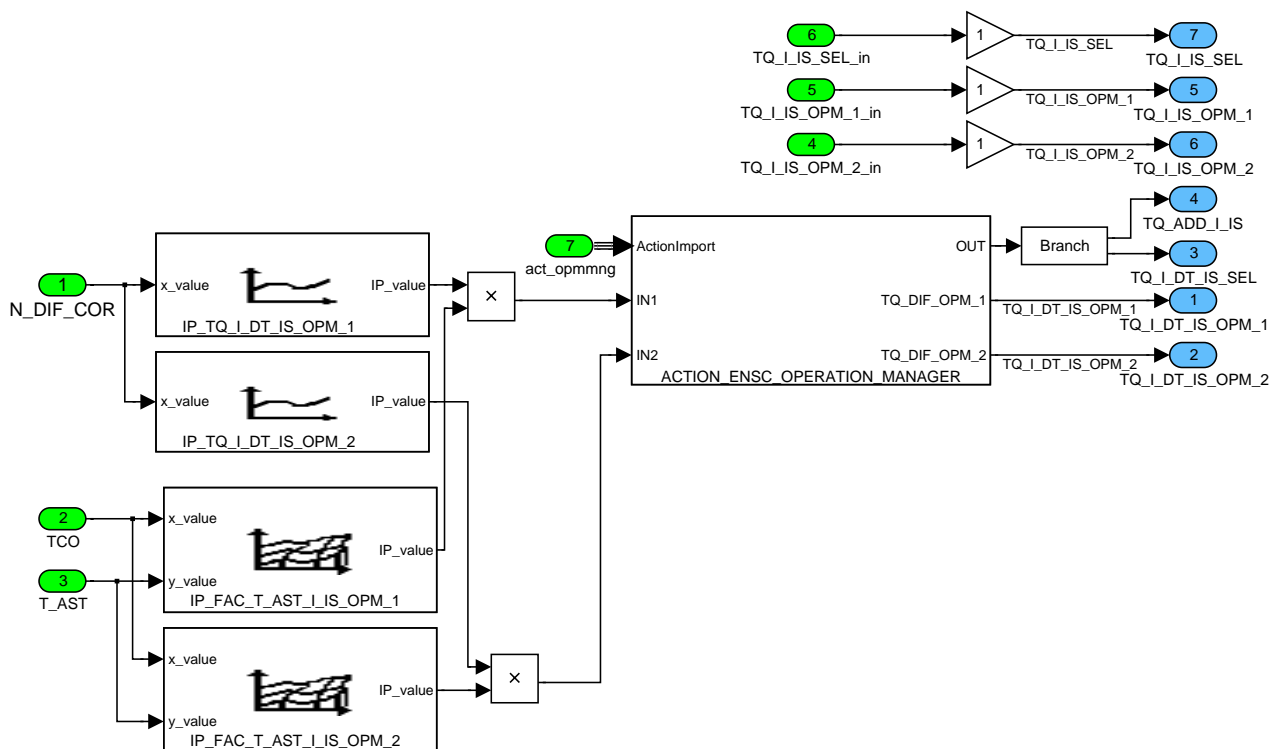 6
TQ_I_IS_SEL_in
1
TQ_I_IS_SEL
7
TQ_I_IS_SEL
5
TQ_I_IS_OPM_1_in
1
TQ_I_IS_OPM_1
5
TQ_I_IS_OPM_1
4
TQ_I_IS_OPM_2_in
1
TQ_I_IS_OPM_2
6
TQ_I_IS_OPM_2
4
TQ_ADD_I_IS
3
TQ_I_DT_IS_SEL
1
TQ_I_DT_IS_OPM_1
2
TQ_I_DT_IS_OPM_2
7
act_opmmng
ActionImport
IN1
IN2
OUT
TQ_DIF_OPM_1
TQ_DIF_OPM_2
ACTION_ENSC_OPERATION_MANAGER
Branch
TQ_I_DT_IS_OPM_1
TQ_I_DT_IS_OPM_2
1
N_DIF_COR
x_value
IP_value
IP_TQ_I_DT_IS_OPM_1
×
x_value
IP_value
IP_TQ_I_DT_IS_OPM_2
2
TCO
3
T_AST
x_value
y_value
IP_value
IP_FAC_T_AST_I_IS_OPM_1
x_value
y_value
IP_value
IP_FAC_T_AST_I_IS_OPM_2
×